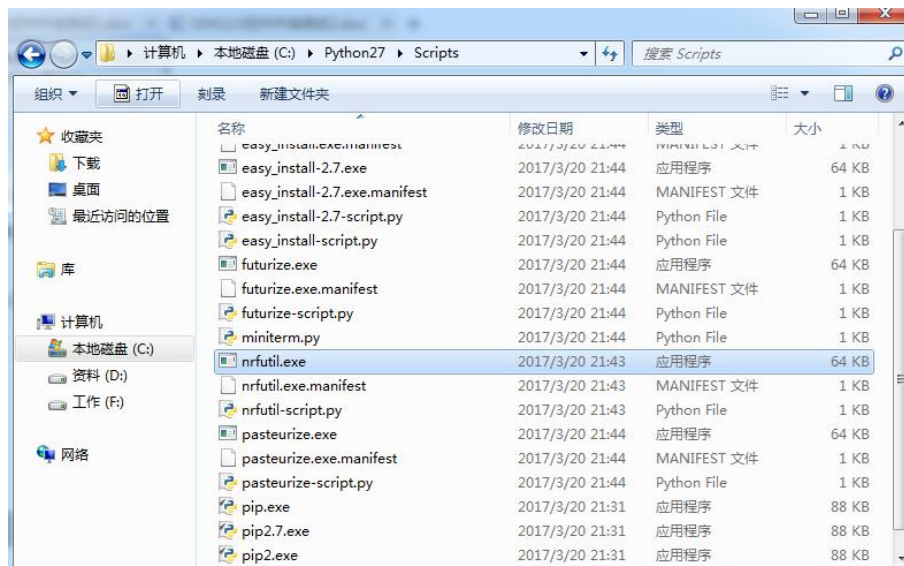 计算机 ▸ 本地磁盘 (C:) ▸ Python27 ▸ Scripts
搜索 Scripts
组织 打开 刻录 新建文件夹
收藏夹
下载
桌面
最近访问的位置
库
计算机
本地磁盘 (C:)
资料 (D:)
工作 (F:)
网络
名称 修改日期 类型 大小
easy_install.exe.manifest 2017/3/20 21:44 MANIFEST 文件 1 KB
easy_install-2.7.exe 2017/3/20 21:44 应用程序 64 KB
easy_install-2.7.exe.manifest 2017/3/20 21:44 MANIFEST 文件 1 KB
easy_install-2.7-script.py 2017/3/20 21:44 Python File 1 KB
easy_install-script.py 2017/3/20 21:44 Python File 1 KB
futurize.exe 2017/3/20 21:44 应用程序 64 KB
futurize.exe.manifest 2017/3/20 21:44 MANIFEST 文件 1 KB
futurize-script.py 2017/3/20 21:44 Python File 1 KB
miniterm.py 2017/3/20 21:44 Python File 1 KB
nrfutil.exe 2017/3/20 21:43 应用程序 64 KB
nrfutil.exe.manifest 2017/3/20 21:43 MANIFEST 文件 1 KB
nrfutil-script.py 2017/3/20 21:43 Python File 1 KB
pasteurize.exe 2017/3/20 21:44 应用程序 64 KB
pasteurize.exe.manifest 2017/3/20 21:44 MANIFEST 文件 1 KB
pasteurize-script.py 2017/3/20 21:44 Python File 1 KB
pip.exe 2017/3/20 21:31 应用程序 88 KB
pip2.7.exe 2017/3/20 21:31 应用程序 88 KB
pip2.exe 2017/3/20 21:31 应用程序 88 KB